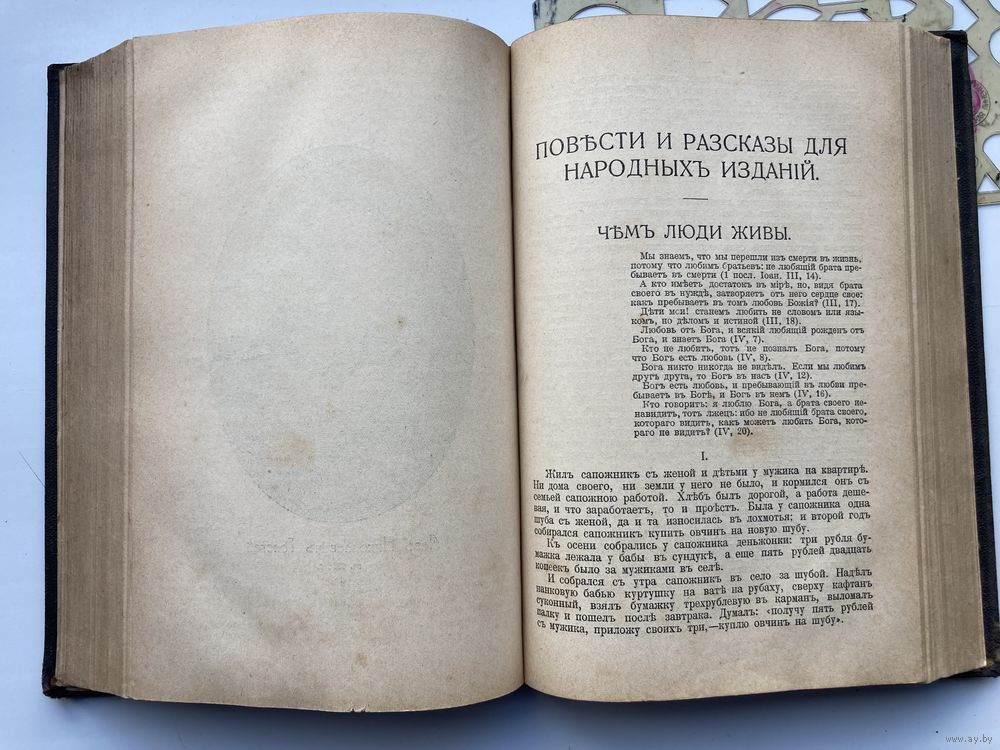 ПОВѢСТИ И РАЗСКАЗЫ ДЛЯ
НАРОДНЫХЪ ИЗДАНІЙ.
ЧѢМЪ ЛЮДИ ЖИВЫ.
Мы знаемъ, что мы перешли изъ смерти въ жизнь,
потому что любимъ братьевъ: не любящій брата пре-
бываетъ въ смерти (1 посл. Іоан. III, 14).
А кто имѣетъ достатокъ въ мірѣ, но, видя брата
своего въ нуждѣ, затворяетъ отъ него сердце свое:
какъ пребываетъ въ томъ любовь Божія? (III, 17).
Дѣти мои! станемъ любить не словомъ или язы-
комъ, но дѣломъ и истиной (III, 18).
Любовь отъ Бога, и всякій любящій рожденъ отъ
Бога, и знаетъ Бога (IV, 7).
Кто не любитъ, тотъ не позналъ Бога, потому
что Богъ есть любовь (IV, 8).
Бога никто никогда не видѣлъ. Если мы любимъ
другъ друга, то Богъ въ насъ (IV, 12).
Богъ есть любовь, и пребывающій въ любви пре-
бываетъ въ Богѣ, и Богъ въ немъ (IV, 16).
Кто говоритъ: я люблю Бога, а брата своего не-
навидитъ, тотъ лжецъ: ибо не любящій брата своего,
котораго видитъ, какъ можетъ любить Бога, кото-
раго не видитъ? (IV, 20).
I.
Жилъ сапожникъ съ женой и дѣтьми у мужика на квартирѣ.
Ни дома своего, ни земли у него не было, и кормился онъ съ
семьей сапожною работой. Хлѣбъ былъ дорогой, а работа деше-
вая, и что заработаетъ, то и проѣстъ. Была у сапожника одна
шуба съ женой, да и та износилась въ лохмотья; и второй годъ
собирался сапожникъ купить овчинъ на новую шубу.
Къ осени собрались у сапожника деньжонки: три рубля бу-
мажка лежала у бабы въ сундукѣ, а еще пять рублей двадцать
копеекъ было за мужиками въ селѣ.
И собрался съ утра сапожникъ въ село за шубой. Надѣлъ
нанковую бабью куртушку на ватѣ на рубаху, сверху кафтанъ
суконный, взялъ бумажку трехрублевую въ карманъ, выломалъ
палку и пошелъ послѣ завтрака. Думалъ: «получу пять рублей
съ мужика, приложу своихъ три,—куплю овчинъ на шубу».
www.ay.by